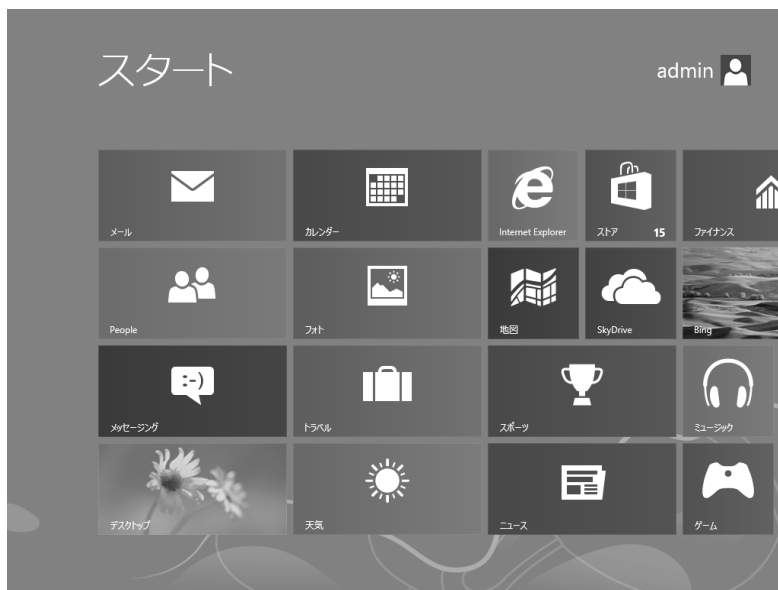 スタート
admin
メール
カレンダー
Internet Explorer
ストア 15
ファイナンス
People
フォト
地図
SkyDrive
Bing
:-)
メッセージング
トラベル
スポーツ
ミュージック
デスクトップ
天気
ニュース
ゲーム